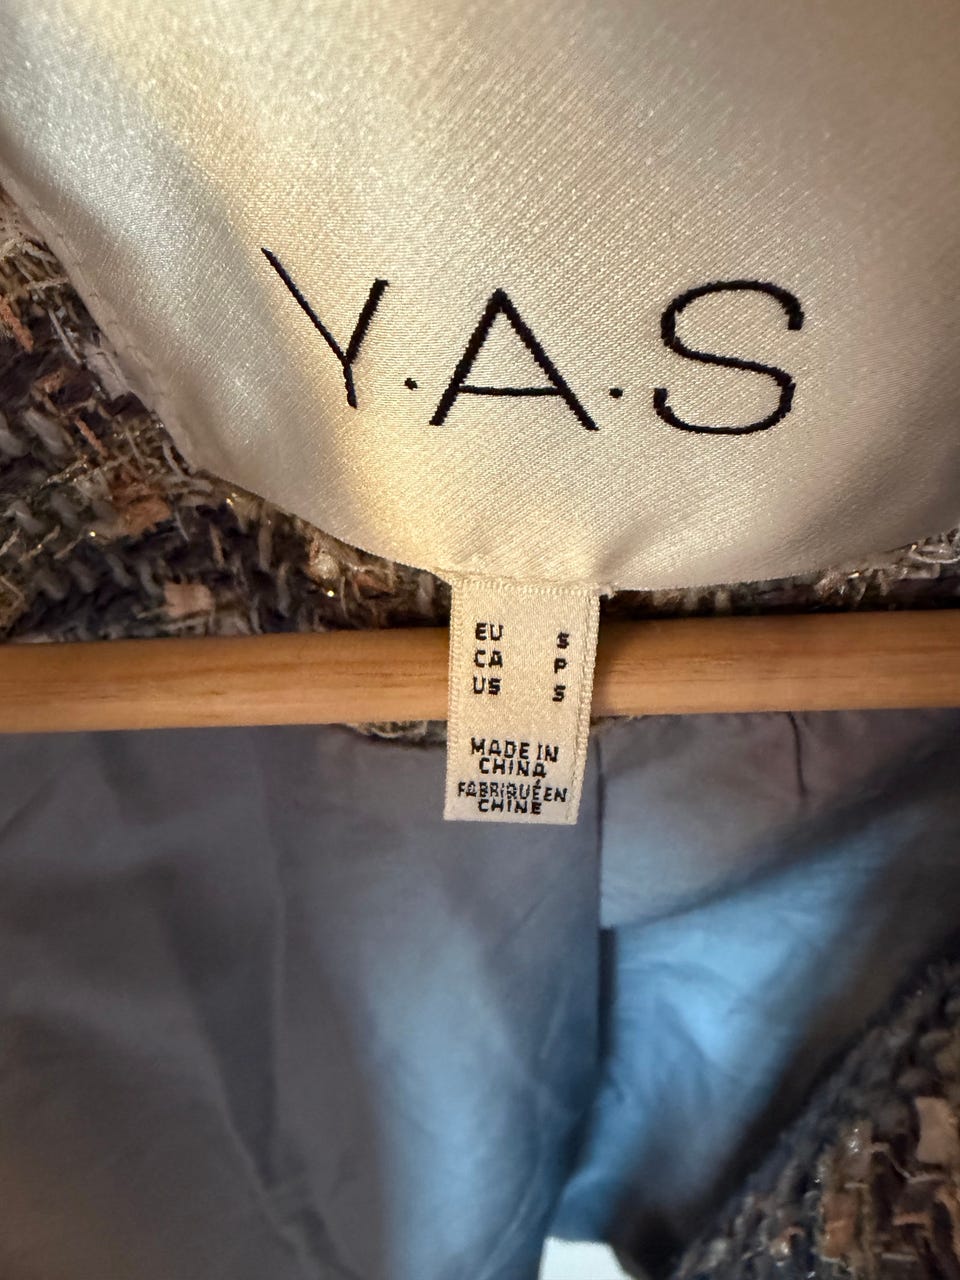 Y.A.S
EU S
CA P
US S
MADE IN
CHINA
FABRIQUÉ EN
CHINE